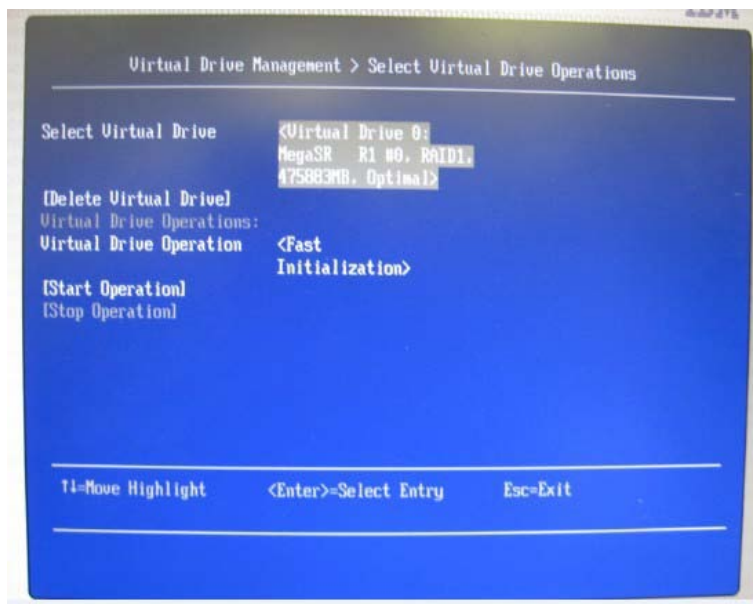 IBM
Virtual Drive Management > Select Virtual Drive Operations
Select Virtual Drive <Virtual Drive 0:
MegaSR R1 #0, RAID1,
475883MB, Optimal>
[Delete Virtual Drive]
Virtual Drive Operations:
Virtual Drive Operation <Fast
Initialization>
[Start Operation]
[Stop Operation]
↑↓=Move Highlight <Enter>=Select Entry Esc=Exit